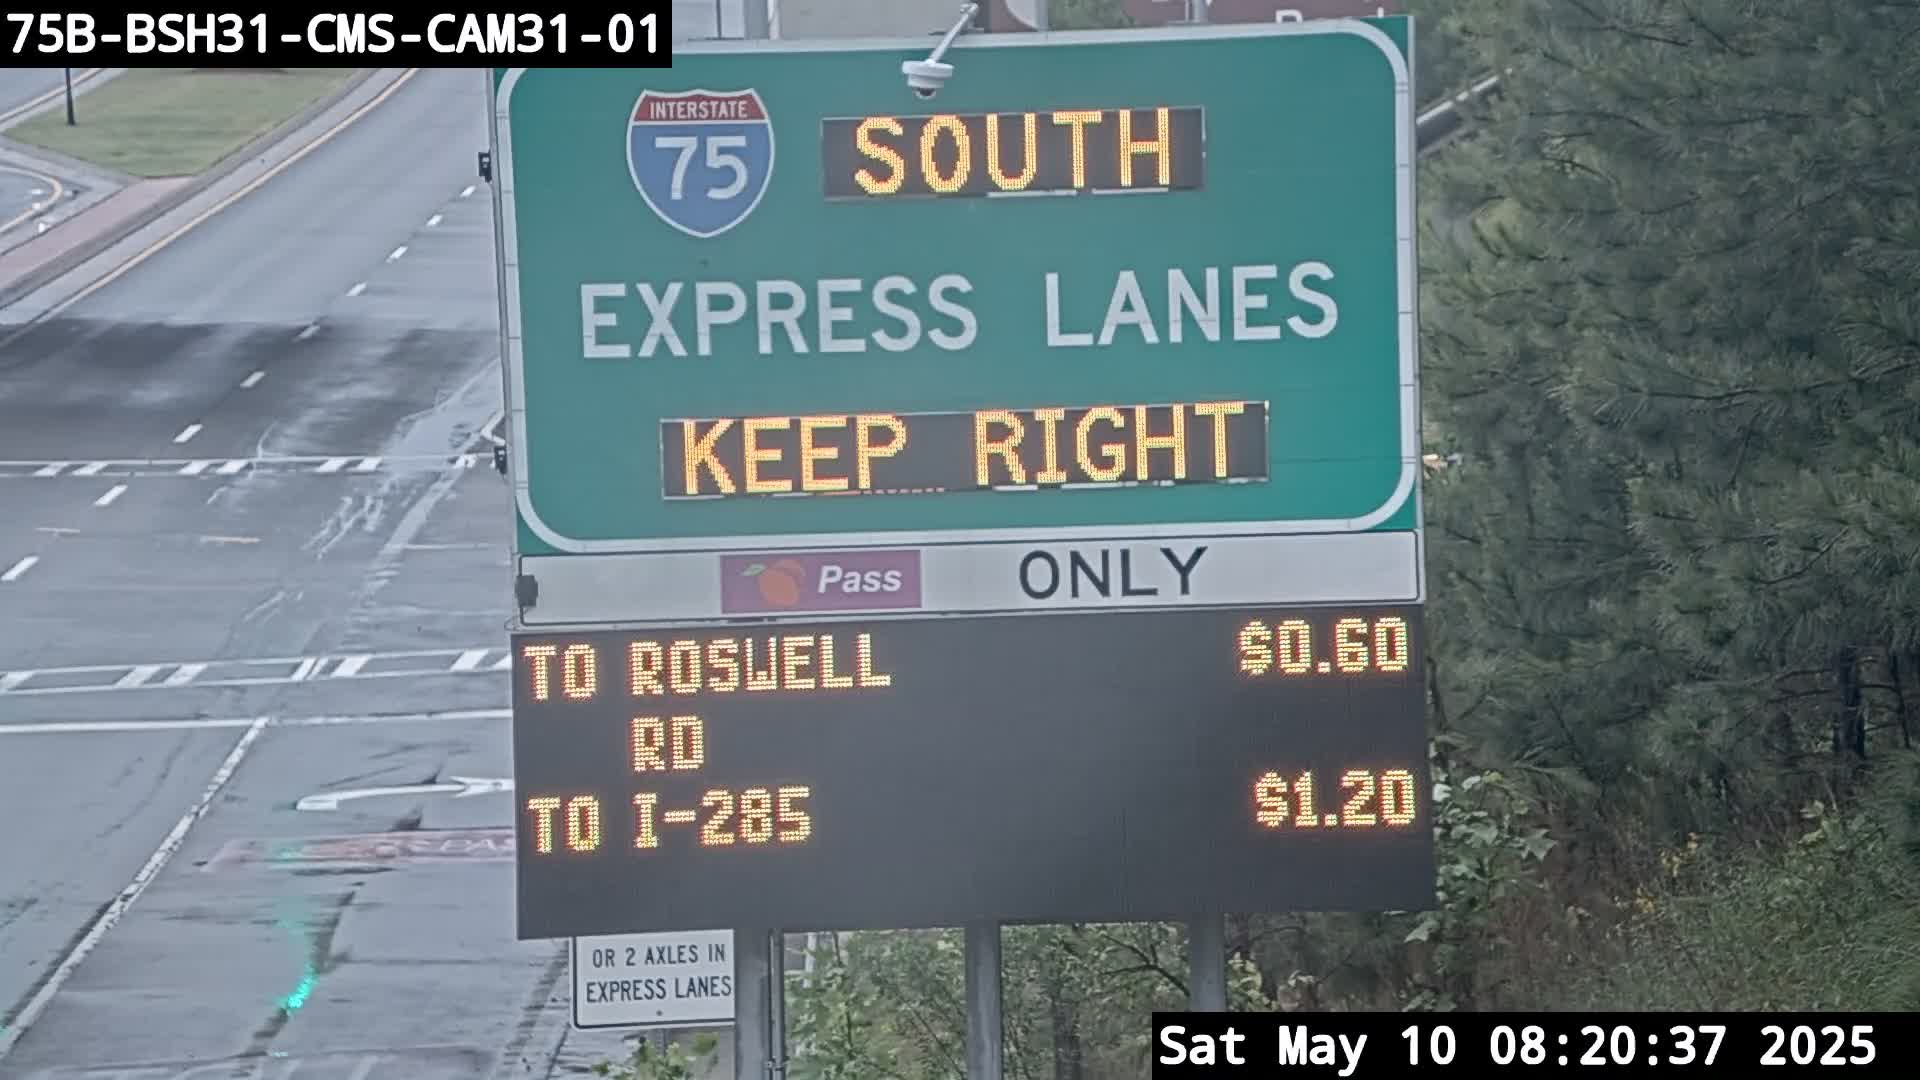 75B-BSH31-CMS-CAM31-01
INTERSTATE
75
SOUTH
EXPRESS LANES
KEEP RIGHT
Pass ONLY
TO ROSWELL $0.60
RD
TO I-285 $1.20
OR 2 AXLES IN
EXPRESS LANES
Sat May 10 08:20:37 2025